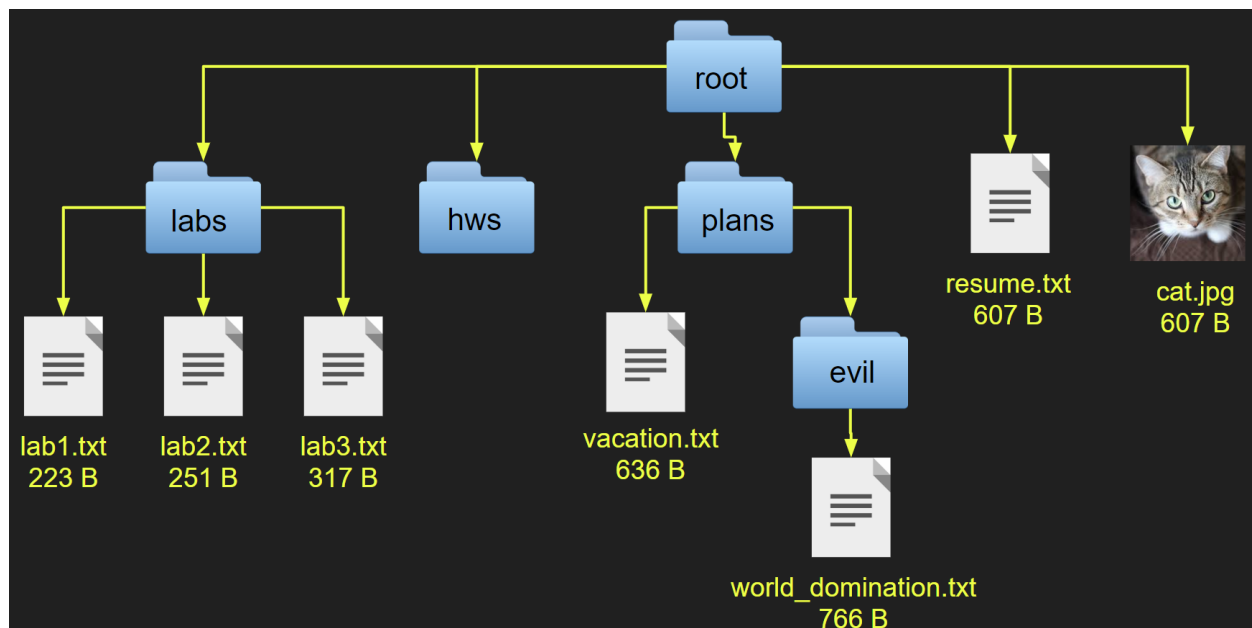 root
labs
hws
plans
resume.txt
607 B
cat.jpg
607 B
lab1.txt
223 B
lab2.txt
251 B
lab3.txt
317 B
vacation.txt
636 B
evil
world_domination.txt
766 B